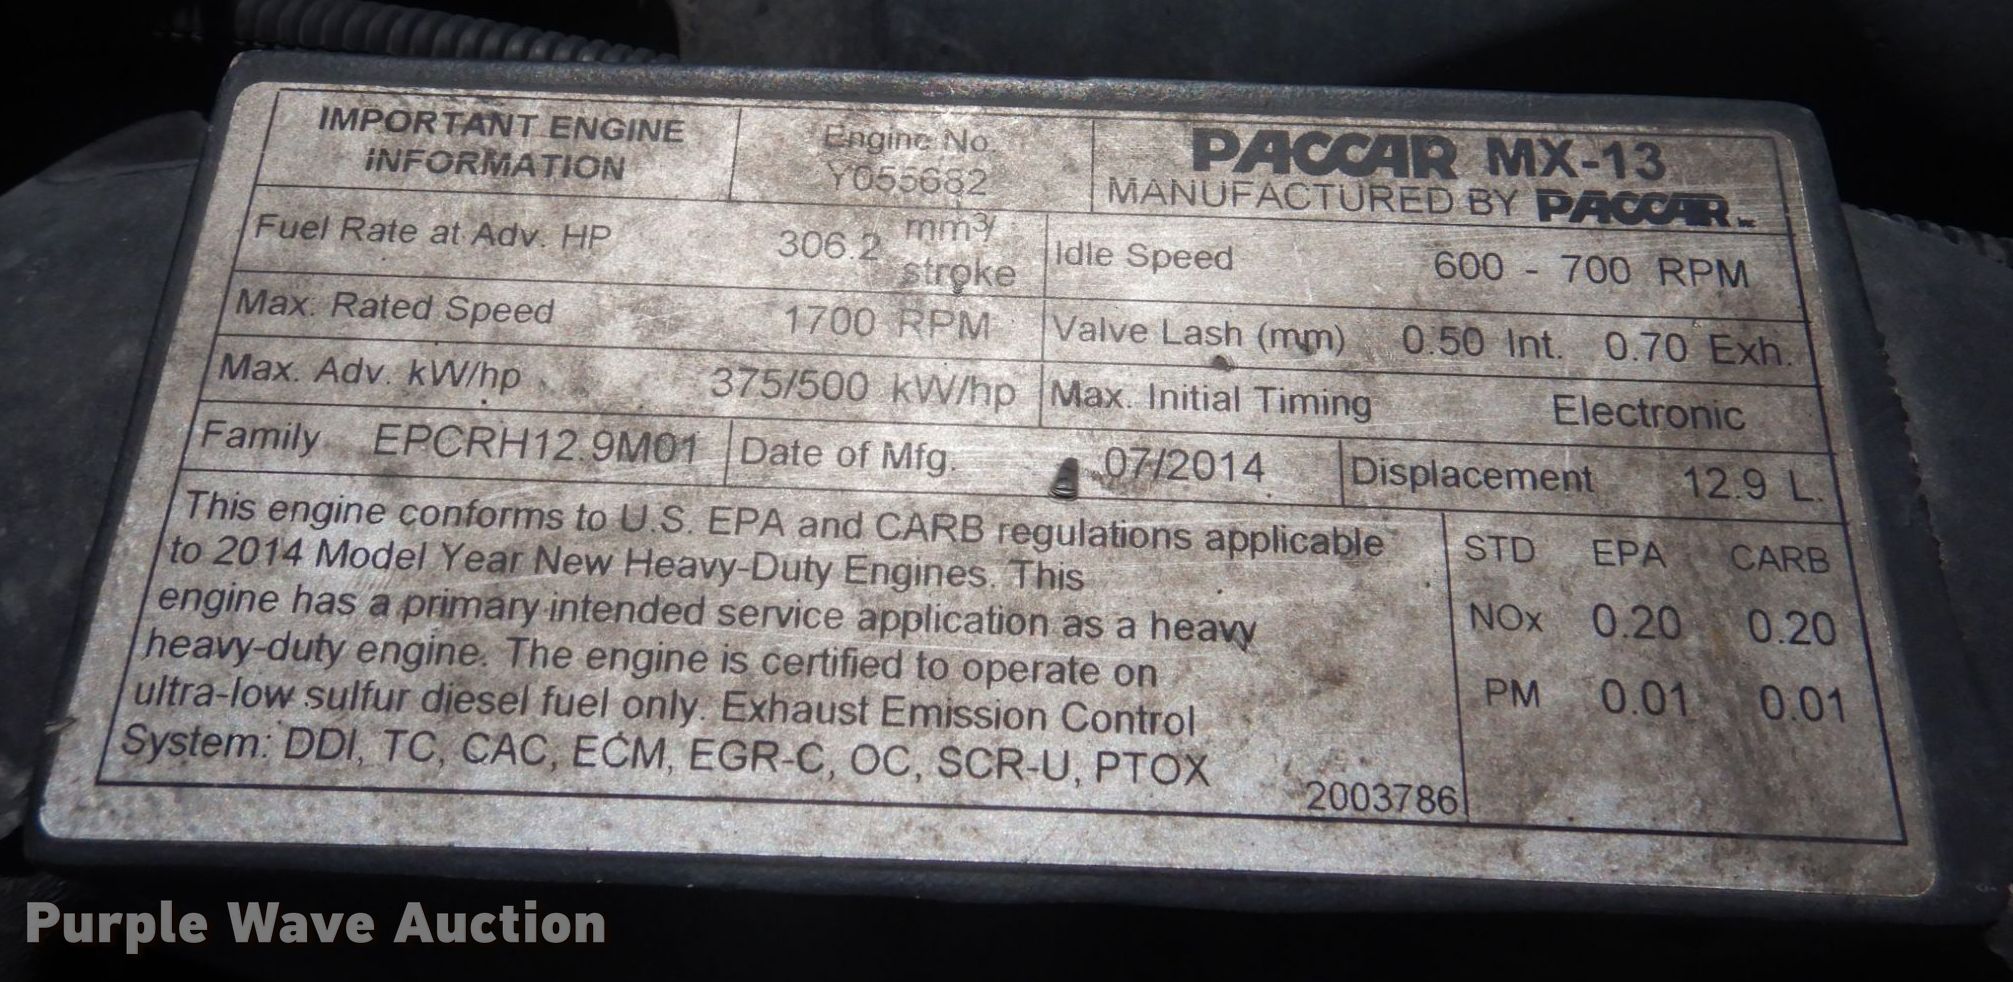 IMPORTANT ENGINE
INFORMATION
Engine No.
Y055682
PACCAR MX-13
MANUFACTURED BY PACCAR INC
Fuel Rate at Adv. HP 306.2 mm³/
stroke
Idle Speed 600 - 700 RPM
Max. Rated Speed 1700 RPM
Valve Lash (mm) 0.50 Int. 0.70 Exh.
Max. Adv. kW/hp 375/500 kW/hp
Max. Initial Timing Electronic
Family EPCRH12.9M01
Date of Mfg. 07/2014
Displacement 12.9 L.
This engine conforms to U.S. EPA and CARB regulations applicable
to 2014 Model Year New Heavy-Duty Engines. This
engine has a primary intended service application as a heavy
heavy-duty engine. The engine is certified to operate on
ultra-low sulfur diesel fuel only. Exhaust Emission Control
System: DDI, TC, CAC, ECM, EGR-C, OC, SCR-U, PTOX
2003786
STD EPA CARB
NOx 0.20 0.20
PM 0.01 0.01
Purple Wave Auction